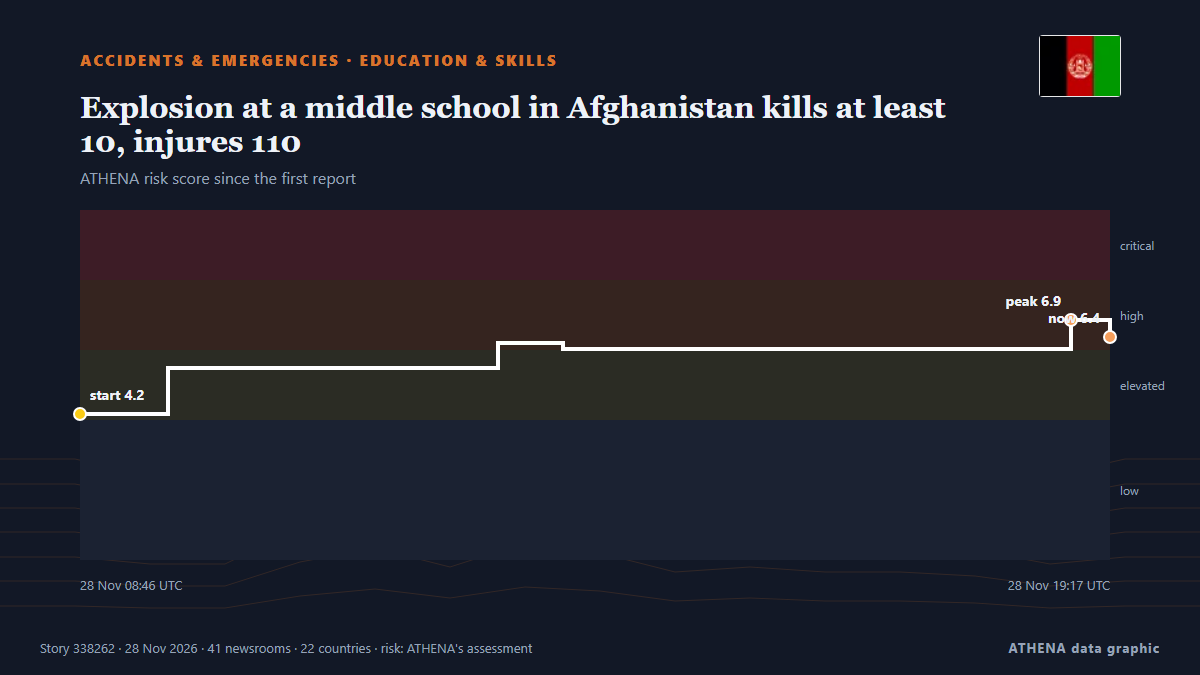 ACCIDENTS & EMERGENCIES · EDUCATION & SKILLS
Explosion at a middle school in Afghanistan kills at least
10, injures 110
ATHENA risk score since the first report
critical
peak 6.9
now 6.4
high
elevated
start 4.2
low
28 Nov 08:46 UTC
28 Nov 19:17 UTC
Story 338262 · 28 Nov 2026 · 41 newsrooms · 22 countries · risk: ATHENA's assessment
ATHENA data graphic